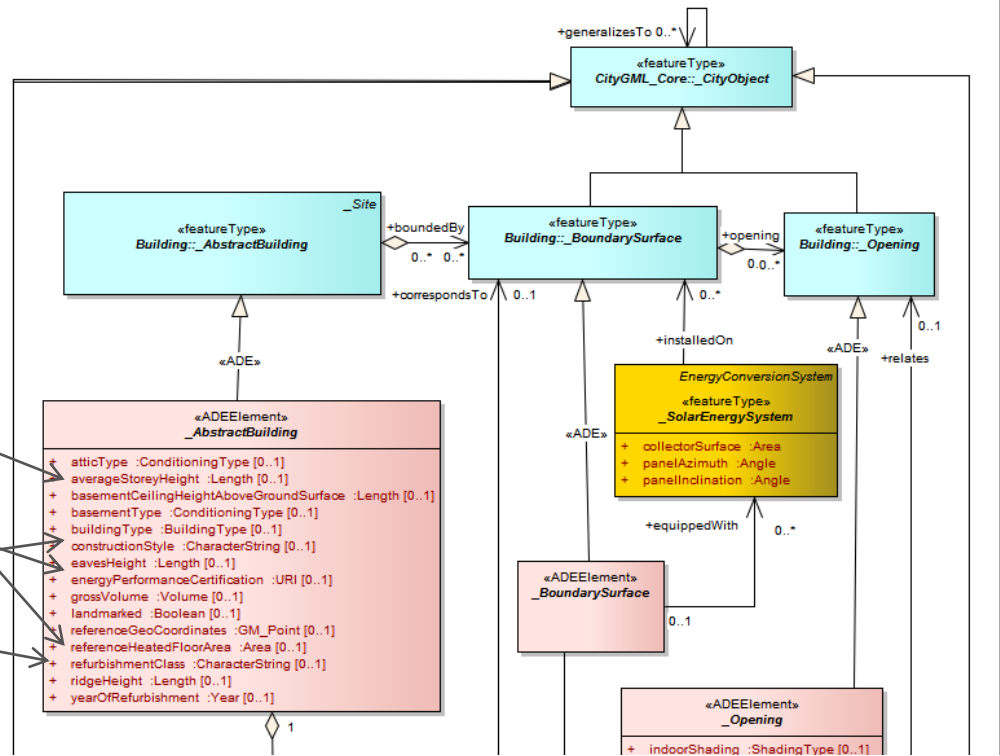 +generalizesTo 0..*
«featureType»
CityGML_Core::_CityObject
_Site
«featureType»
Building::_AbstractBuilding
+boundedBy
0..* 0..*
«featureType»
Building::_BoundarySurface
+opening
0.0..*
«featureType»
Building::_Opening
+correspondsTo
0..1
0..*
0..1
+installedOn
«ADE»
+relates
«ADE»
EnergyConversionSystem
«featureType»
_SolarEnergySystem
+ collectorSurface :Area
+ panelAzimuth :Angle
+ panelInclination :Angle
«ADE»
+equippedWith
0..*
«ADEElement»
_AbstractBuilding
+ atticType :ConditioningType [0..1]
+ averageStoreyHeight :Length [0..1]
+ basementCeilingHeightAboveGroundSurface :Length [0..1]
+ basementType :ConditioningType [0..1]
+ buildingType :BuildingType [0..1]
+ constructionStyle :CharacterString [0..1]
+ eavesHeight :Length [0..1]
+ energyPerformanceCertification :URI [0..1]
+ grossVolume :Volume [0..1]
+ landmarked :Boolean [0..1]
+ referenceGeoCoordinates :GM_Point [0..1]
+ referenceHeatedFloorArea :Area [0..1]
+ refurbishmentClass :CharacterString [0..1]
+ ridgeHeight :Length [0..1]
+ yearOfRefurbishment :Year [0..1]
1
«ADEElement»
_BoundarySurface
0..1
«ADEElement»
_Opening
+ indoorShading :ShadingType [0..1]